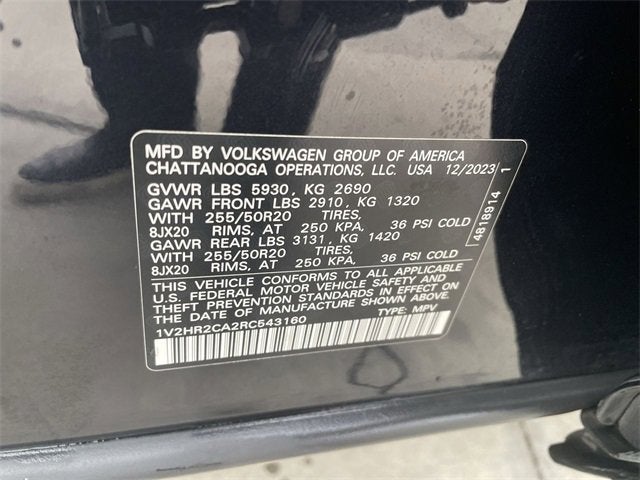 MFD BY VOLKSWAGEN GROUP OF AMERICA
CHATTANOOGA OPERATIONS, LLC. USA 12/2023
GVWR LBS 5930, KG 2690
GAWR FRONT LBS 2910, KG 1320
WITH 255/50R20 TIRES,
8JX20 RIMS, AT 250 KPA, 36 PSI COLD
GAWR REAR LBS 3131, KG 1420
WITH 255/50R20 TIRES,
8JX20 RIMS, AT 250 KPA, 36 PSI COLD
THIS VEHICLE CONFORMS TO ALL APPLICABLE
U.S. FEDERAL MOTOR VEHICLE SAFETY AND
THEFT PREVENTION STANDARDS IN EFFECT ON
THE DATE OF MANUFACTURE SHOWN ABOVE.
1V2HR2CA2RC543160 TYPE: MPV
4818914 1